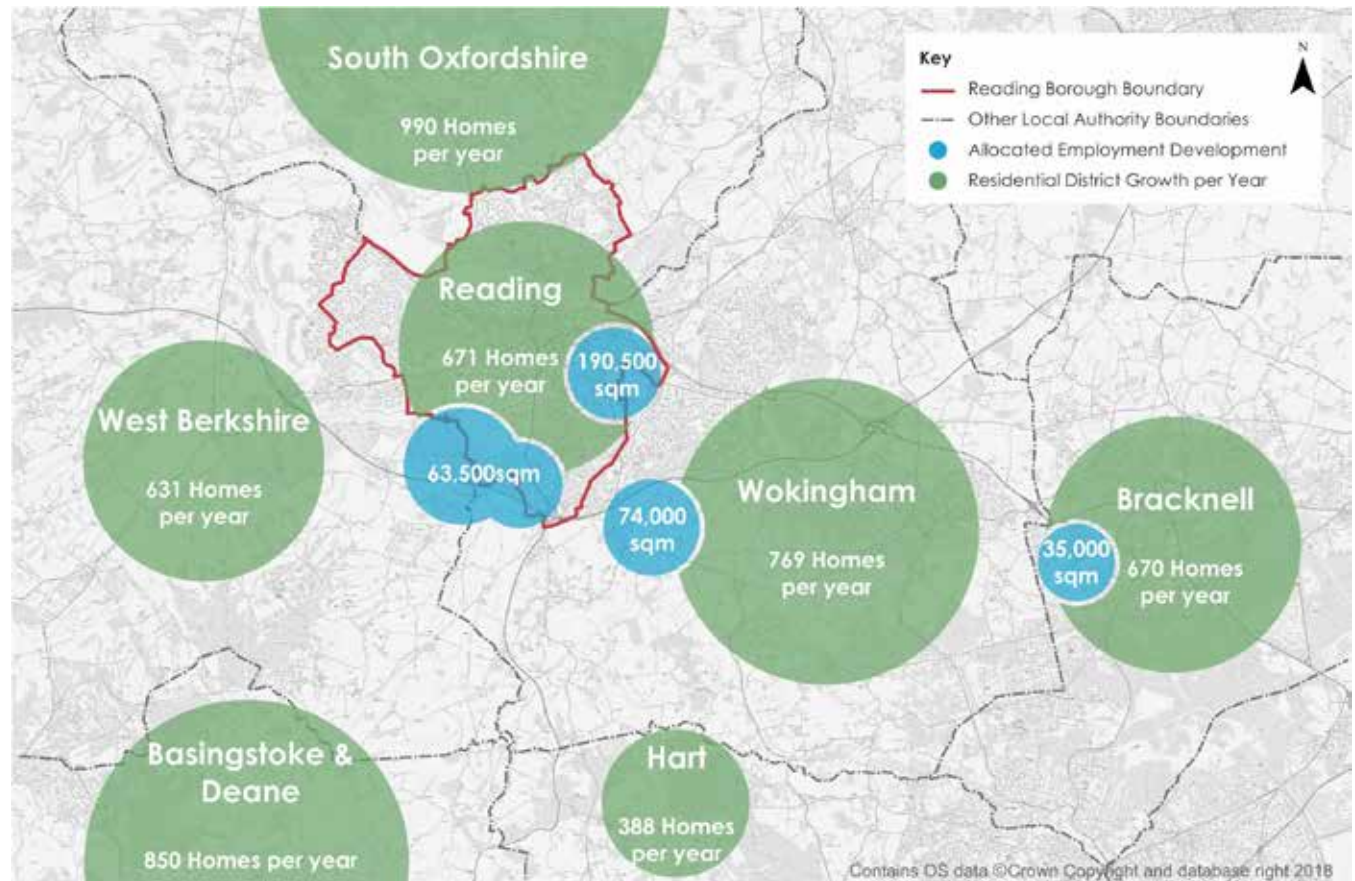 South Oxfordshire
990 Homes
per year
Key
N
Reading Borough Boundary
Other Local Authority Boundaries
Allocated Employment Development
Residential District Growth per Year
Reading
671 Homes
per year
190,500
sqm
West Berkshire
631 Homes
per year
63.500sqm
74,000
sqm
Wokingham
769 Homes
per year
Bracknell
35,000
sqm
670 Homes
per year
Basingstoke &
Deane
850 Homes per year
Hart
388 Homes
per year
Contains OS data ©Crown Copyright and database right 2018